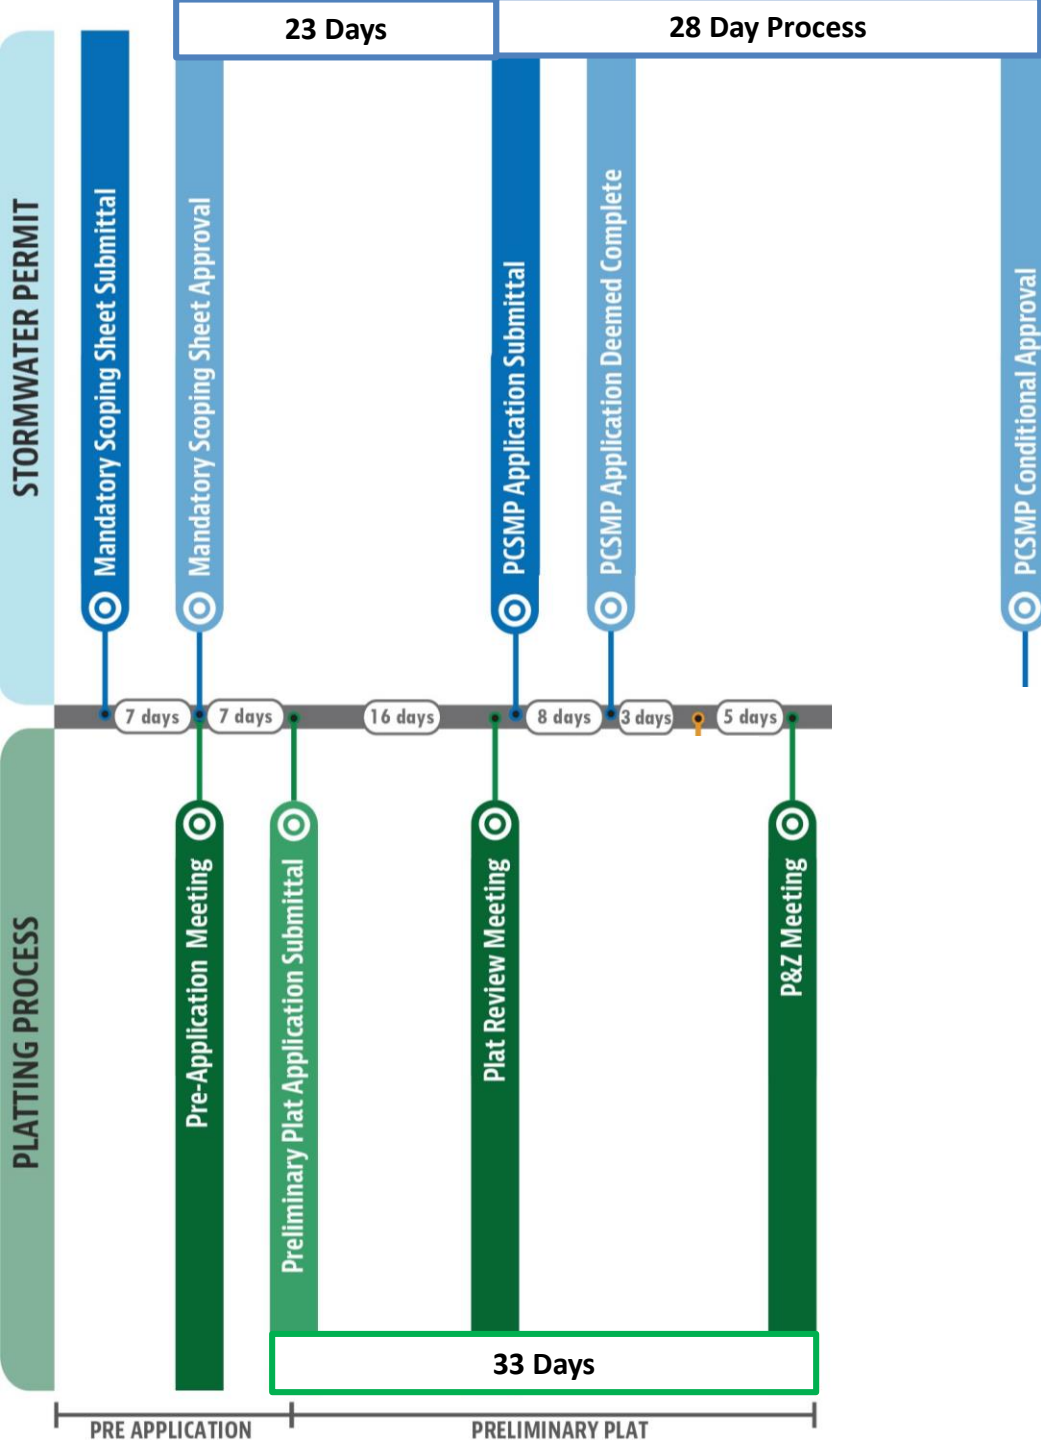 23 Days
28 Day Process
STORMWATER PERMIT
Mandatory Scoping Sheet Submittal
Mandatory Scoping Sheet Approval
PCSMP Application Submittal
PCSMP Application Deemed Complete
PCSMP Conditional Approval
7 days
7 days
16 days
8 days
3 days
5 days
PLATTING PROCESS
Pre-Application Meeting
Preliminary Plat Application Submittal
Plat Review Meeting
P&Z Meeting
33 Days
PRE APPLICATION
PRELIMINARY PLAT